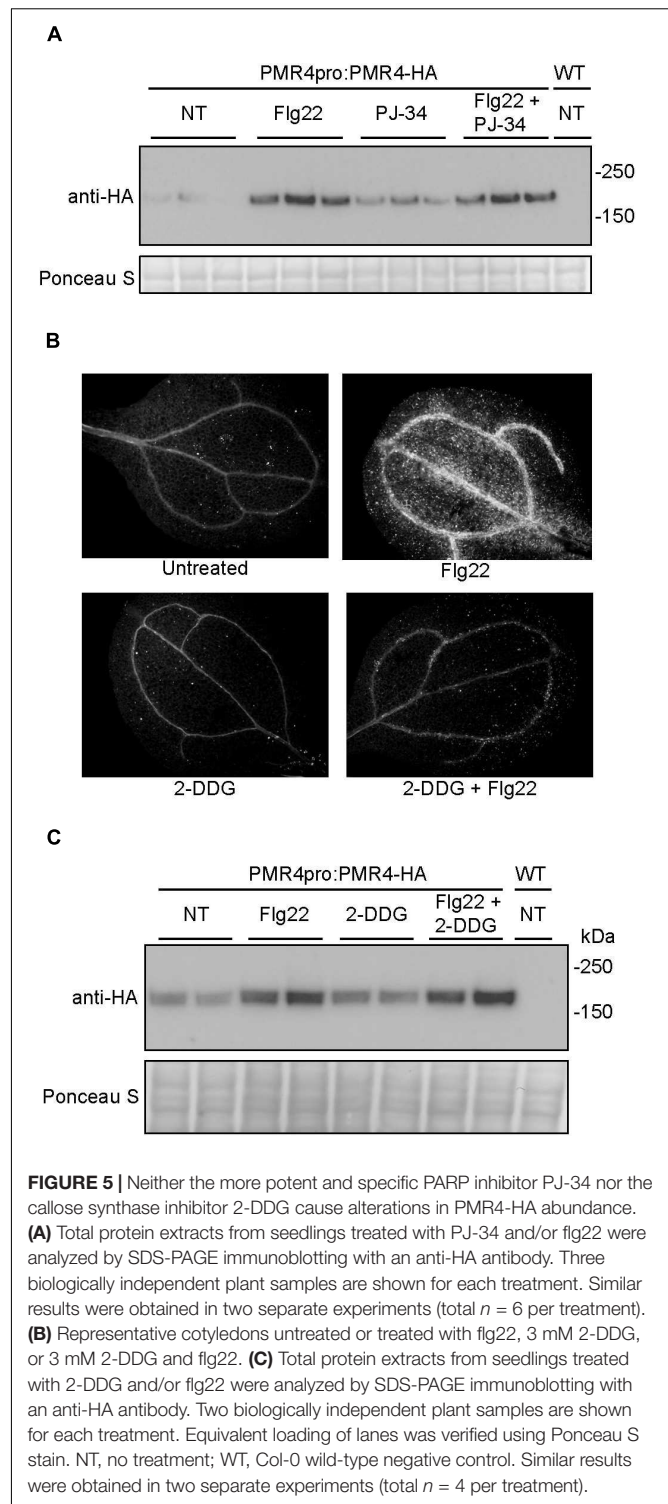 A
PMR4pro:PMR4-HA WT
NT Flg22 PJ-34 Flg22 + PJ-34 NT
anti-HA
-250
-150
Ponceau S
B
Untreated Flg22
2-DDG 2-DDG + Flg22
C
PMR4pro:PMR4-HA WT
NT Flg22 2-DDG Flg22 + 2-DDG NT
kDa
anti-HA
-250
-150
Ponceau S
FIGURE 5 | Neither the more potent and specific PARP inhibitor PJ-34 nor the
callose synthase inhibitor 2-DDG cause alterations in PMR4-HA abundance.
(A) Total protein extracts from seedlings treated with PJ-34 and/or flg22 were
analyzed by SDS-PAGE immunoblotting with an anti-HA antibody. Three
biologically independent plant samples are shown for each treatment. Similar
results were obtained in two separate experiments (total n = 6 per treatment).
(B) Representative cotyledons untreated or treated with flg22, 3 mM 2-DDG,
or 3 mM 2-DDG and flg22. (C) Total protein extracts from seedlings treated
with 2-DDG and/or flg22 were analyzed by SDS-PAGE immunoblotting with
an anti-HA antibody. Two biologically independent plant samples are shown
for each treatment. Equivalent loading of lanes was verified using Ponceau S
stain. NT, no treatment; WT, Col-0 wild-type negative control. Similar results
were obtained in two separate experiments (total n = 4 per treatment).